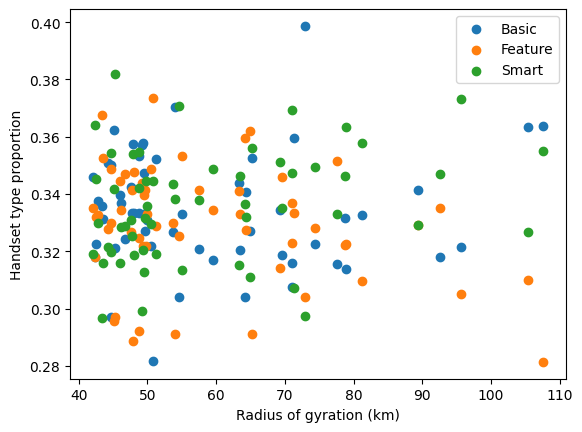 0.40
0.38
0.36
0.34
0.32
0.30
0.28
Handset type proportion
Basic
Feature
Smart
40 50 60 70 80 90 100 110
Radius of gyration (km)